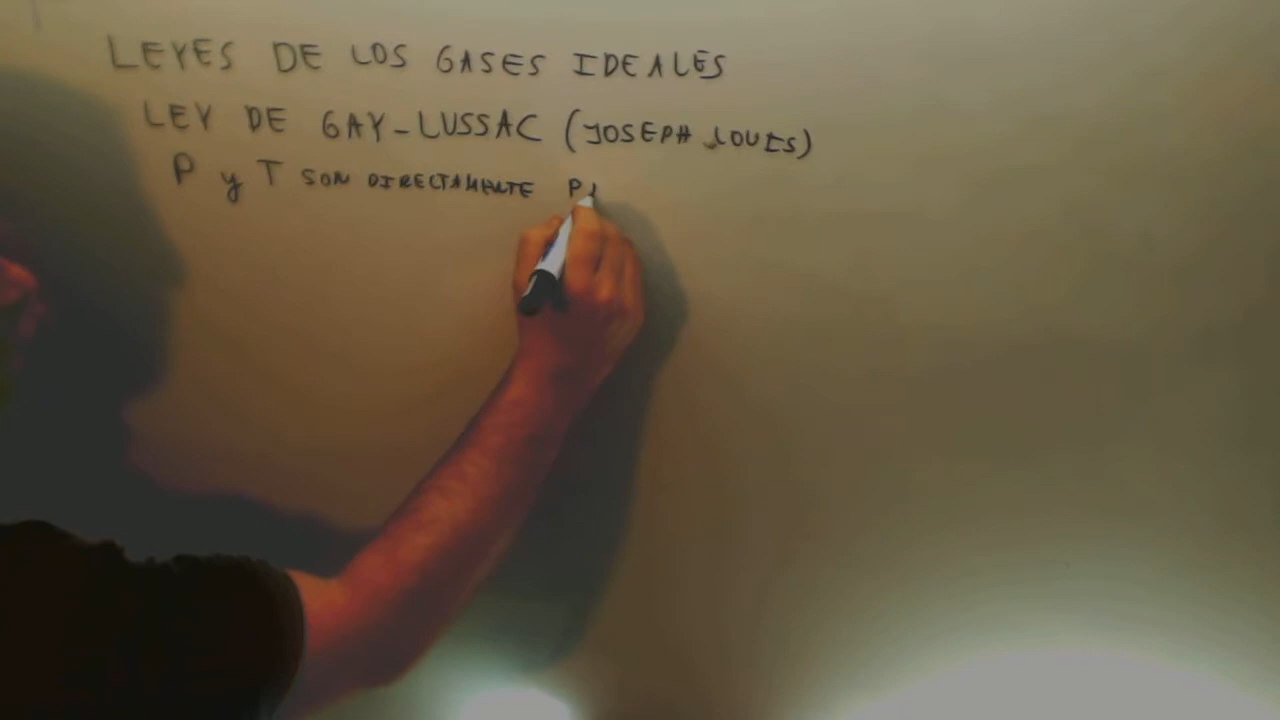 LEYES DE LOS GASES IDEALES
LEY DE GAY-LUSSAC (JOSEPH LOUIS)
P y T SON DIRECTAMENTE